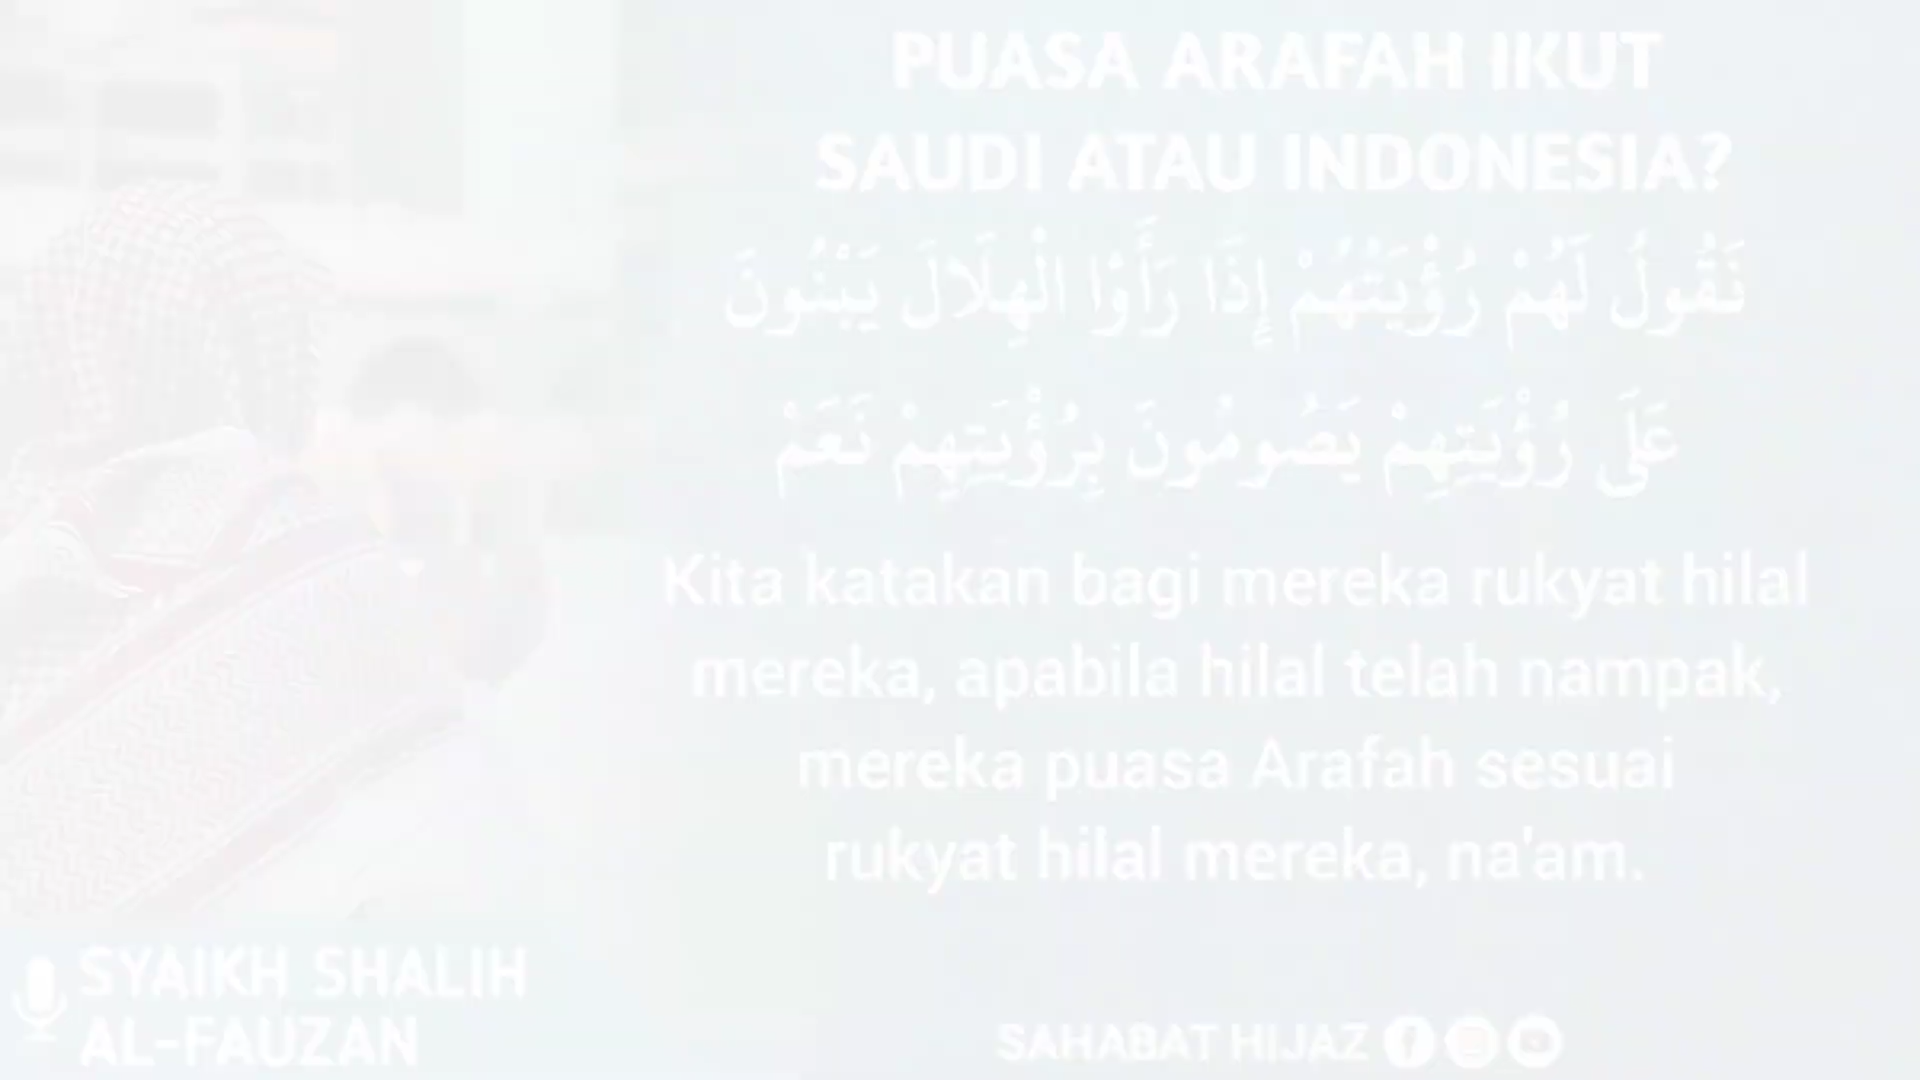 PUASA ARAFAH IKUT
SAUDI ATAU INDONESIA?
نَقُولُ لَهُمْ رُؤْيَتُهُمْ إِذَا رَأَوْا الْهِلَالَ يَبْنُونَ
عَلَى رُؤْيَتِهِمْ يَصُومُونَ بِرُؤْيَتِهِمْ نَعَمْ
Kita katakan bagi mereka rukyat hilal
mereka, apabila hilal telah nampak,
mereka puasa Arafah sesuai
rukyat hilal mereka, na'am.
SYAIKH SHALIH
AL-FAUZAN
SAHABAT HIJAZ